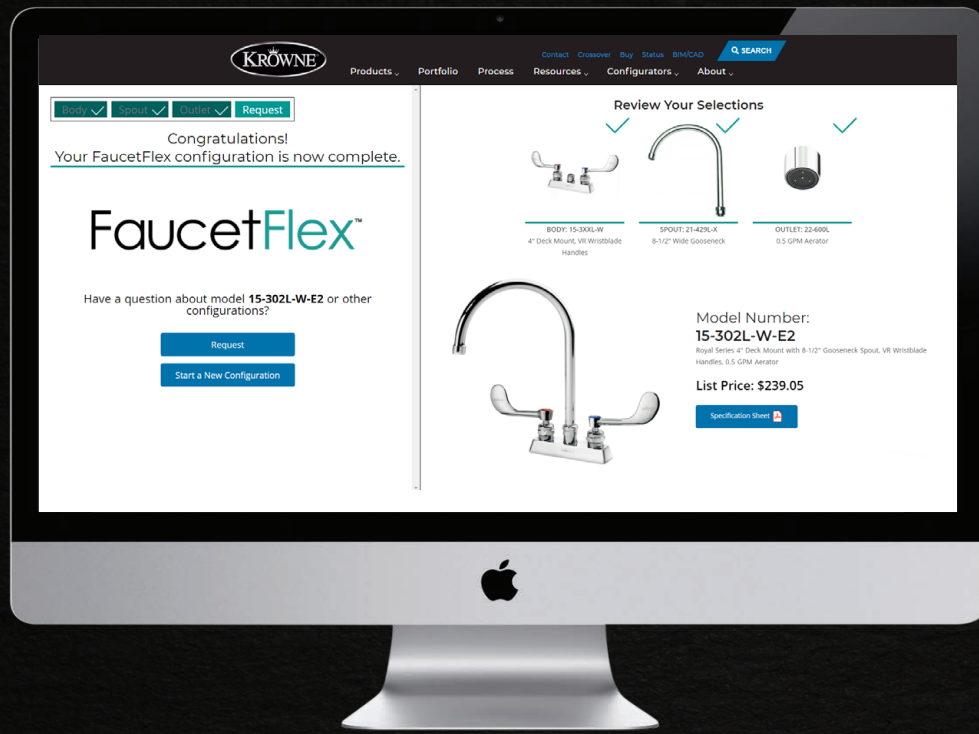 KROWNE
Contact Crossover Buy Status BIM/CAD
SEARCH
Products Portfolio Process Resources Configurators About
Body Spout Outlet Request
Congratulations!
Your FaucetFlex configuration is now complete.
FaucetFlex™
Have a question about model 15-302L-W-E2 or other
configurations?
Request
Start a New Configuration
Review Your Selections
BODY: 15-3XXL-W
4" Deck Mount, VR Wristblade
Handles
SPOUT: 21-429L-X
8-1/2" Wide Gooseneck
OUTLET: 22-600L
0.5 GPM Aerator
Model Number:
15-302L-W-E2
Royal Series 4" Deck Mount with 8-1/2" Gooseneck Spout, VR Wristblade
Handles, 0.5 GPM Aerator
List Price: $239.05
Specification Sheet